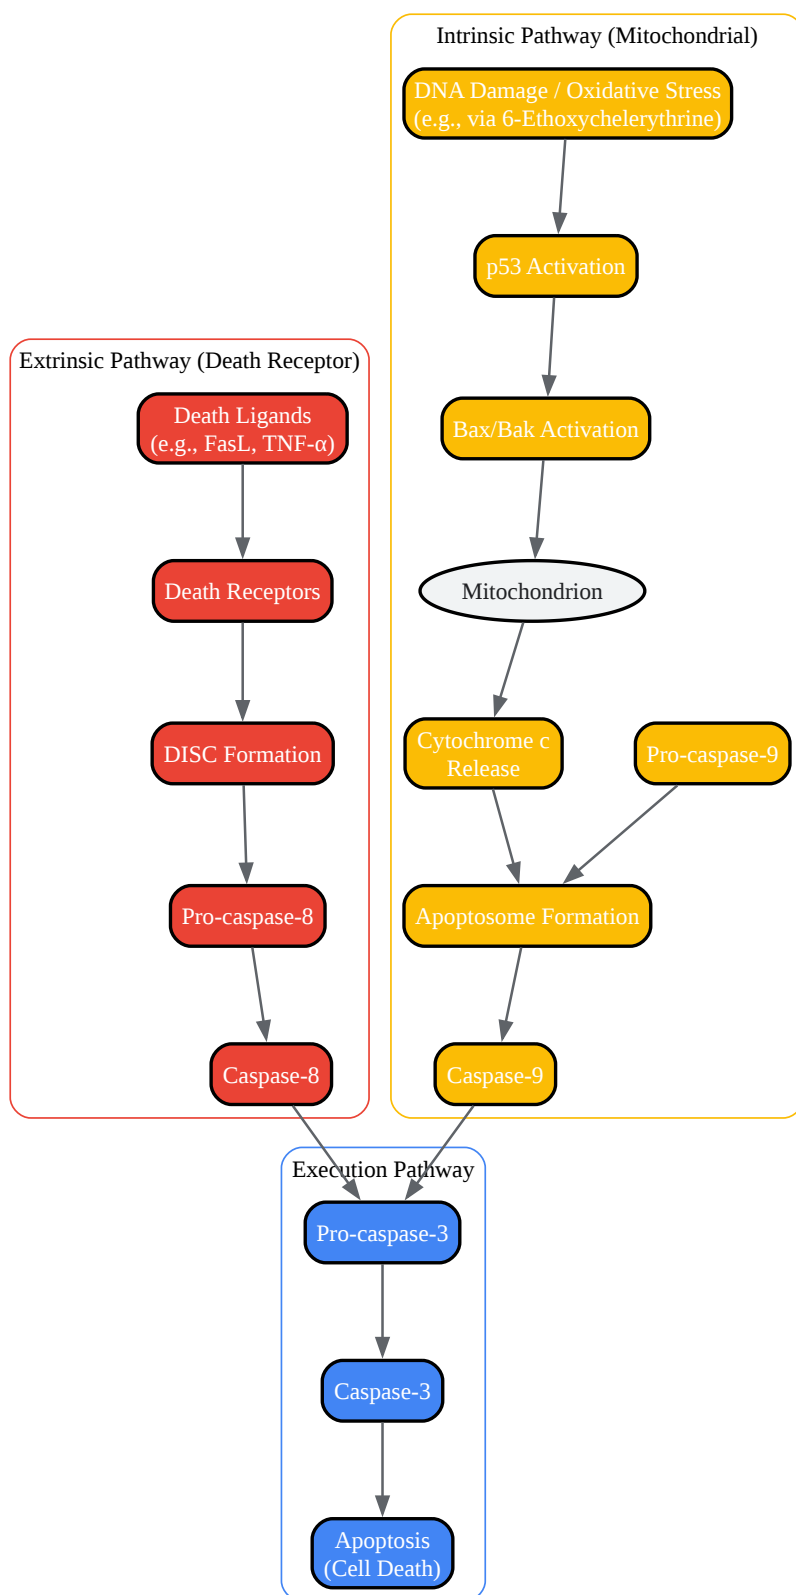 Intrinsic Pathway (Mitochondrial)
DNA Damage / Oxidative Stress
(e.g., via 6-Ethoxychelerythrine)
p53 Activation
Bax/Bak Activation
Mitochondrion
Cytochrome c
Release
Pro-caspase-9
Apoptosome Formation
Caspase-9
Extrinsic Pathway (Death Receptor)
Death Ligands
(e.g., FasL, TNF-α)
Death Receptors
DISC Formation
Pro-caspase-8
Caspase-8
Execution Pathway
Pro-caspase-3
Caspase-3
Apoptosis
(Cell Death)